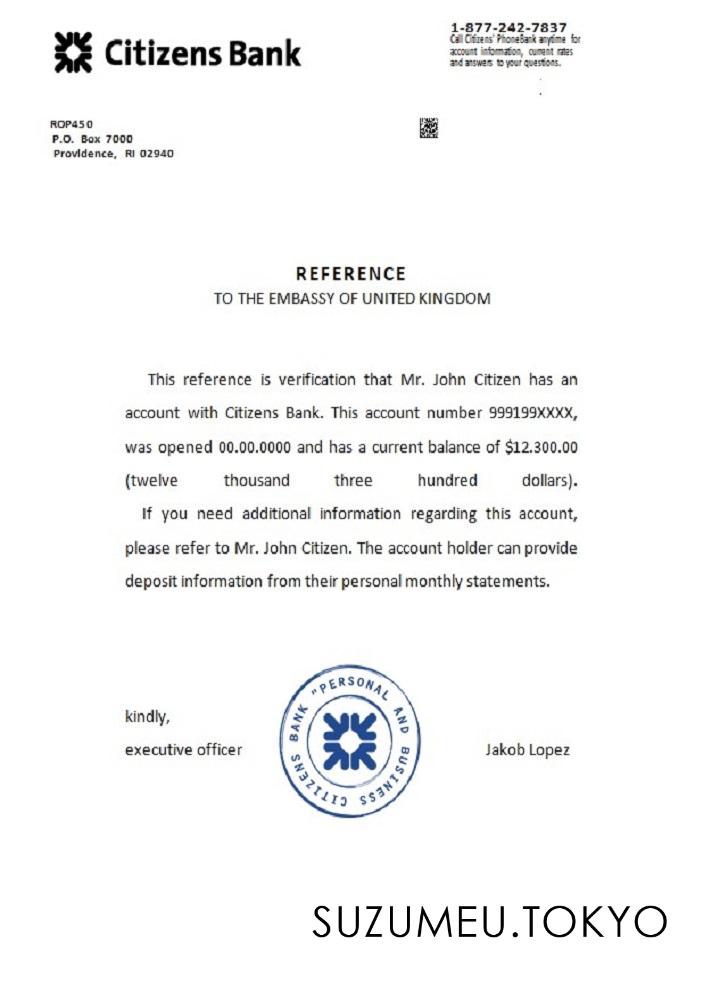 Citizens Bank
1-877-242-7837
Call Citizens' PhoneBank anytime for
account information, current rates
and answers to your questions.
ROP450
P.O. Box 7000
Providence, RI 02940
REFERENCE
TO THE EMBASSY OF UNITED KINGDOM
This reference is verification that Mr. John Citizen has an
account with Citizens Bank. This account number 999199XXXX,
was opened 00.00.0000 and has a current balance of $12.300.00
(twelve thousand three hundred dollars).
If you need additional information regarding this account,
please refer to Mr. John Citizen. The account holder can provide
deposit information from their personal monthly statements.
kindly,
executive officer
CITIZENS BANK "PERSONAL AND BUSINESS
Jakob Lopez
SUZUMEU.TOKYO